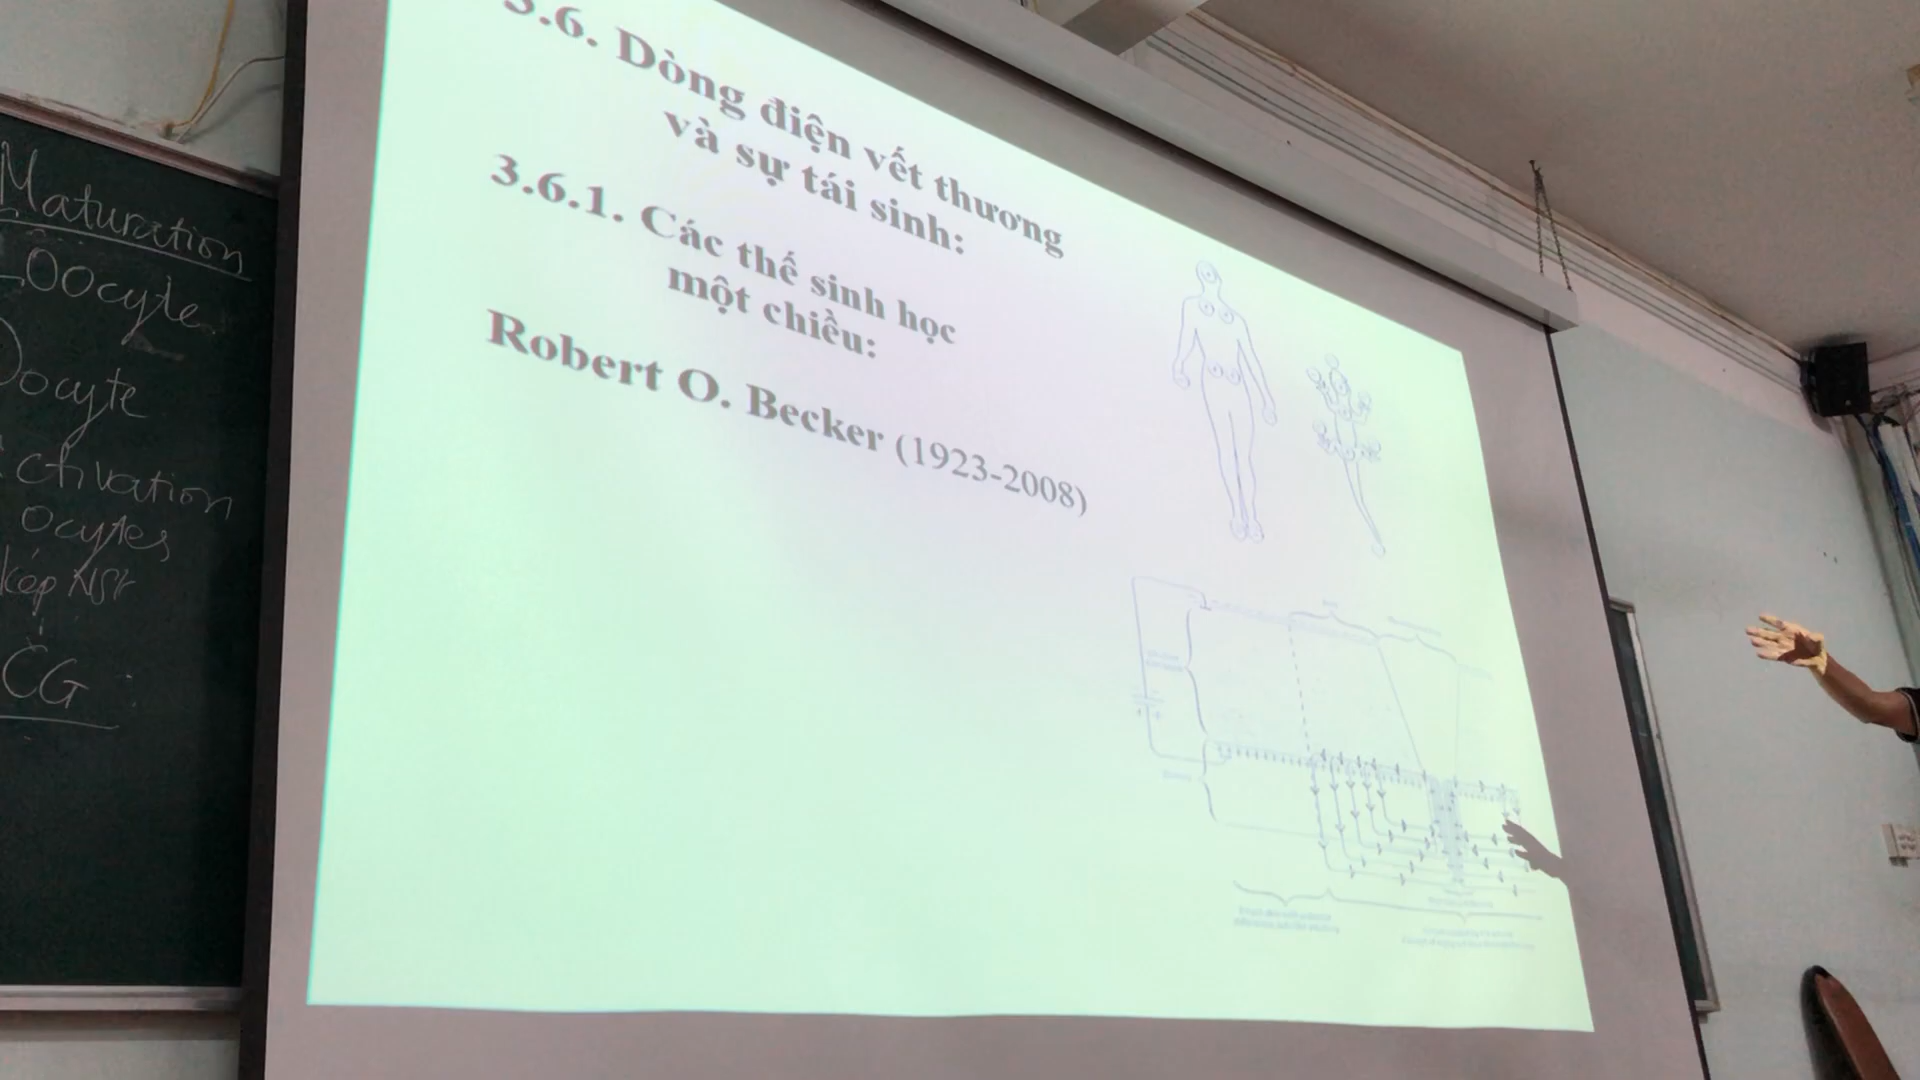 Maturation
Oocyte
Oocyte
ctivation
ocytes
kép NST
CG
3.6. Dòng điện vết thương
và sự tái sinh:
3.6.1. Các thế sinh học
một chiều:
Robert O. Becker (1923-2008)